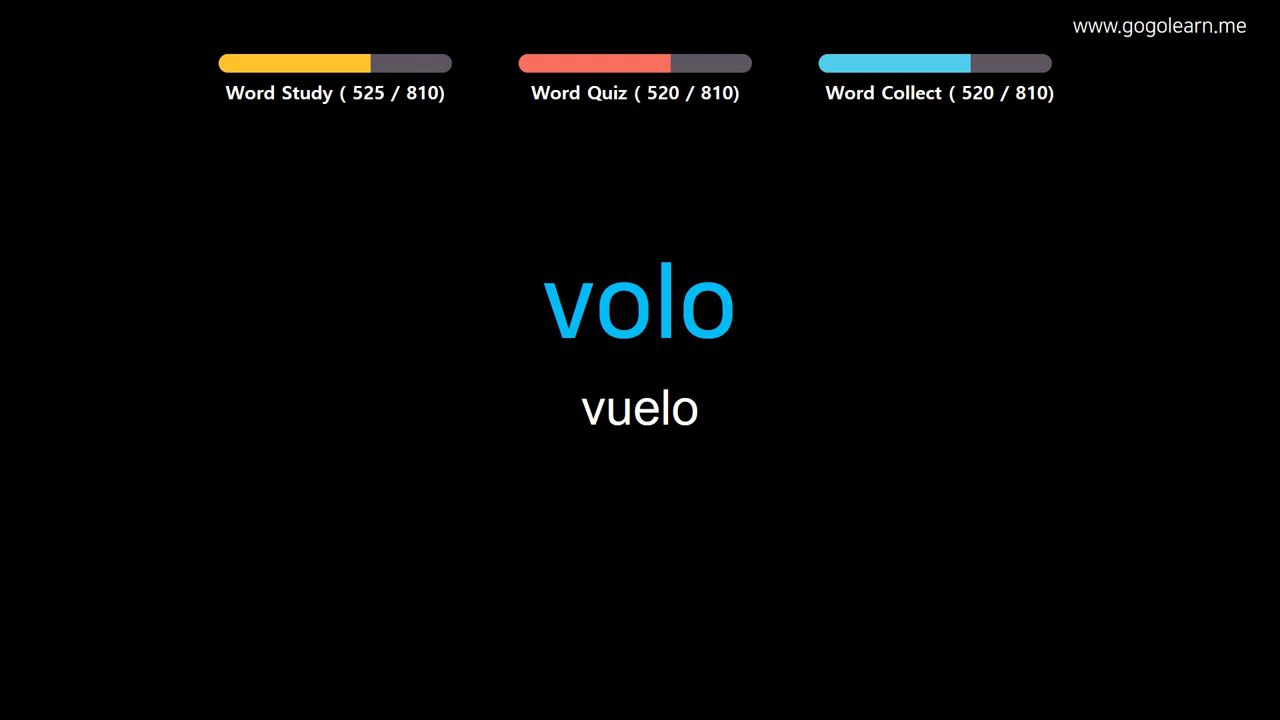 www.gogolearn.me
Word Study ( 525 / 810)
Word Quiz ( 520 / 810)
Word Collect ( 520 / 810)
volo
vuelo